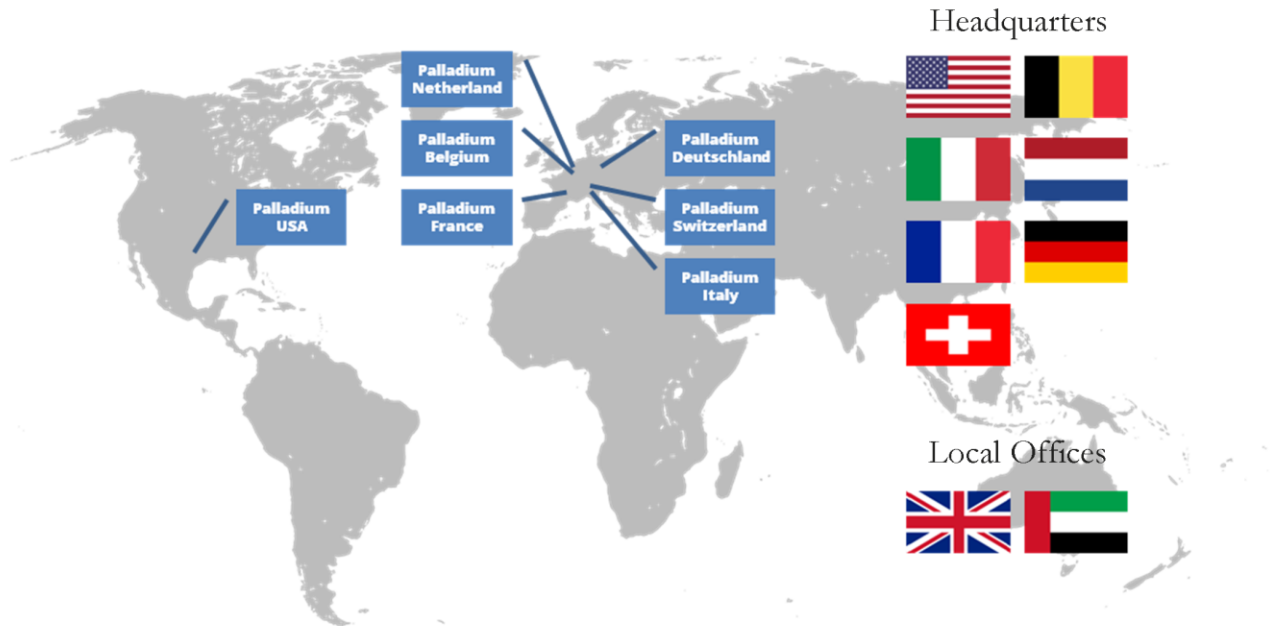 Headquarters
Palladium
Netherland
Palladium
Belgium
Palladium
Deutschland
Palladium
USA
Palladium
France
Palladium
Switzerland
Palladium
Italy
Local Offices